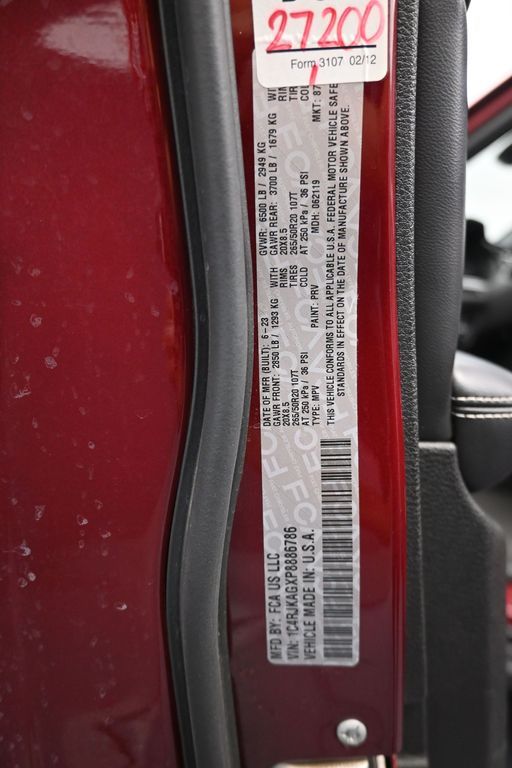 27200
Form 3107 02/12
MFD BY: FCA US LLC
VIN: 1C4RJKAGXP8886786
VEHICLE MADE IN: U.S.A.
DATE OF MFR (BUILT): 6-23 GVWR: 6500 LB / 2949 KG
GAWR FRONT: 2850 LB / 1293 KG WITH GAWR REAR: 3700 LB / 1679 KG
20X8.5 RIMS 20X8.5
265/50R20 107T TIRES 265/50R20 107T
AT 250 kPa / 36 PSI COLD AT 250 kPa / 36 PSI
TYPE: MPV PAINT: PRV MDH: 062119 MKT:
THIS VEHICLE CONFORMS TO ALL APPLICABLE U.S.A. FEDERAL MOTOR VEHICLE
STANDARDS IN EFFECT ON THE DATE OF MANUFACTURE SHOWN ABOVE.